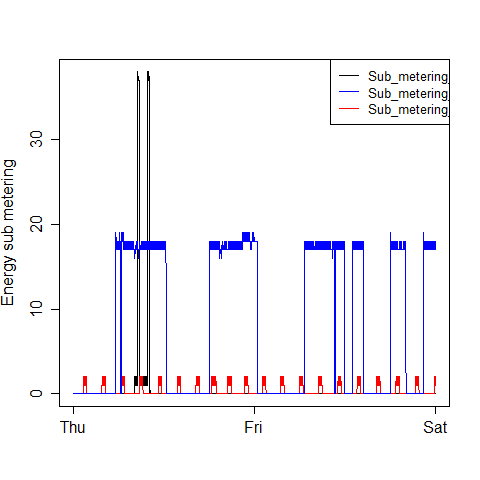 Sub_metering_
Sub_metering_
Sub_metering_
Energy sub metering
30
20
10
0
Thu Fri Sat